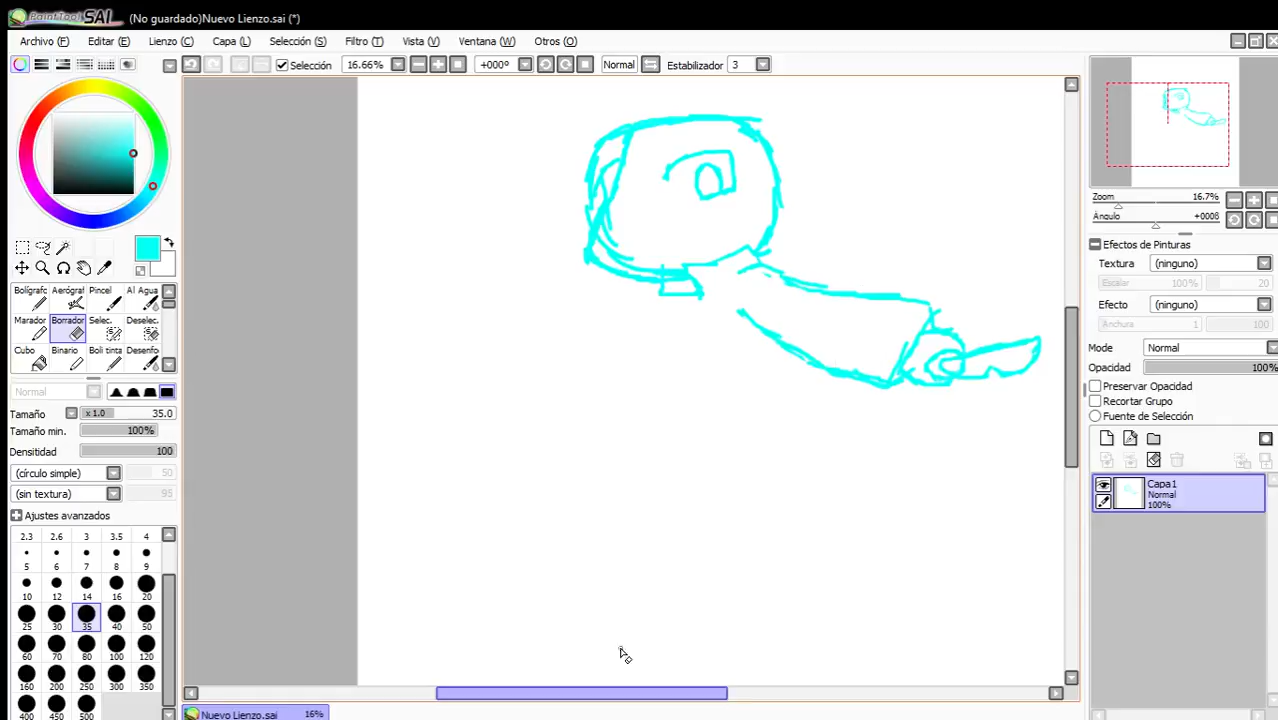 PaintTool SAI (No guardado)Nuevo Lienzo.sai (*)
Archivo (F) Editar (E) Lienzo (C) Capa (L) Selección (S) Filtro (T) Vista (V) Ventana (W) Otros (O)
Selección 16.66% +000º Normal Estabilizador 3
Zoom 16.7%
Ángulo +000ß
Efectos de Pinturas
Textura (ninguno)
Escalar 100% 20
Efecto (ninguno)
Anchura 1 100
Modo Normal
Opacidad 100%
Preservar Opacidad
Recortar Grupo
Fuente de Selección
Capa1
Normal
100%
Bolígrafo Aerógraf Pincel Al Agua
Marador Borrador Selec. Deselec.
Cubo Binario Boli tinta Desenfo
Normal
Tamaño x 1.0 35.0
Tamaño min. 100%
Densitidad 100
(círculo simple) 50
(sin textura) 95
Ajustes avanzados
2.3 2.6 3 3.5 4
5 6 7 8 9
10 12 14 16 20
25 30 35 40 50
60 70 80 100 120
160 200 250 300 350
400 450 500
Nuevo Lienzo.sai 16%